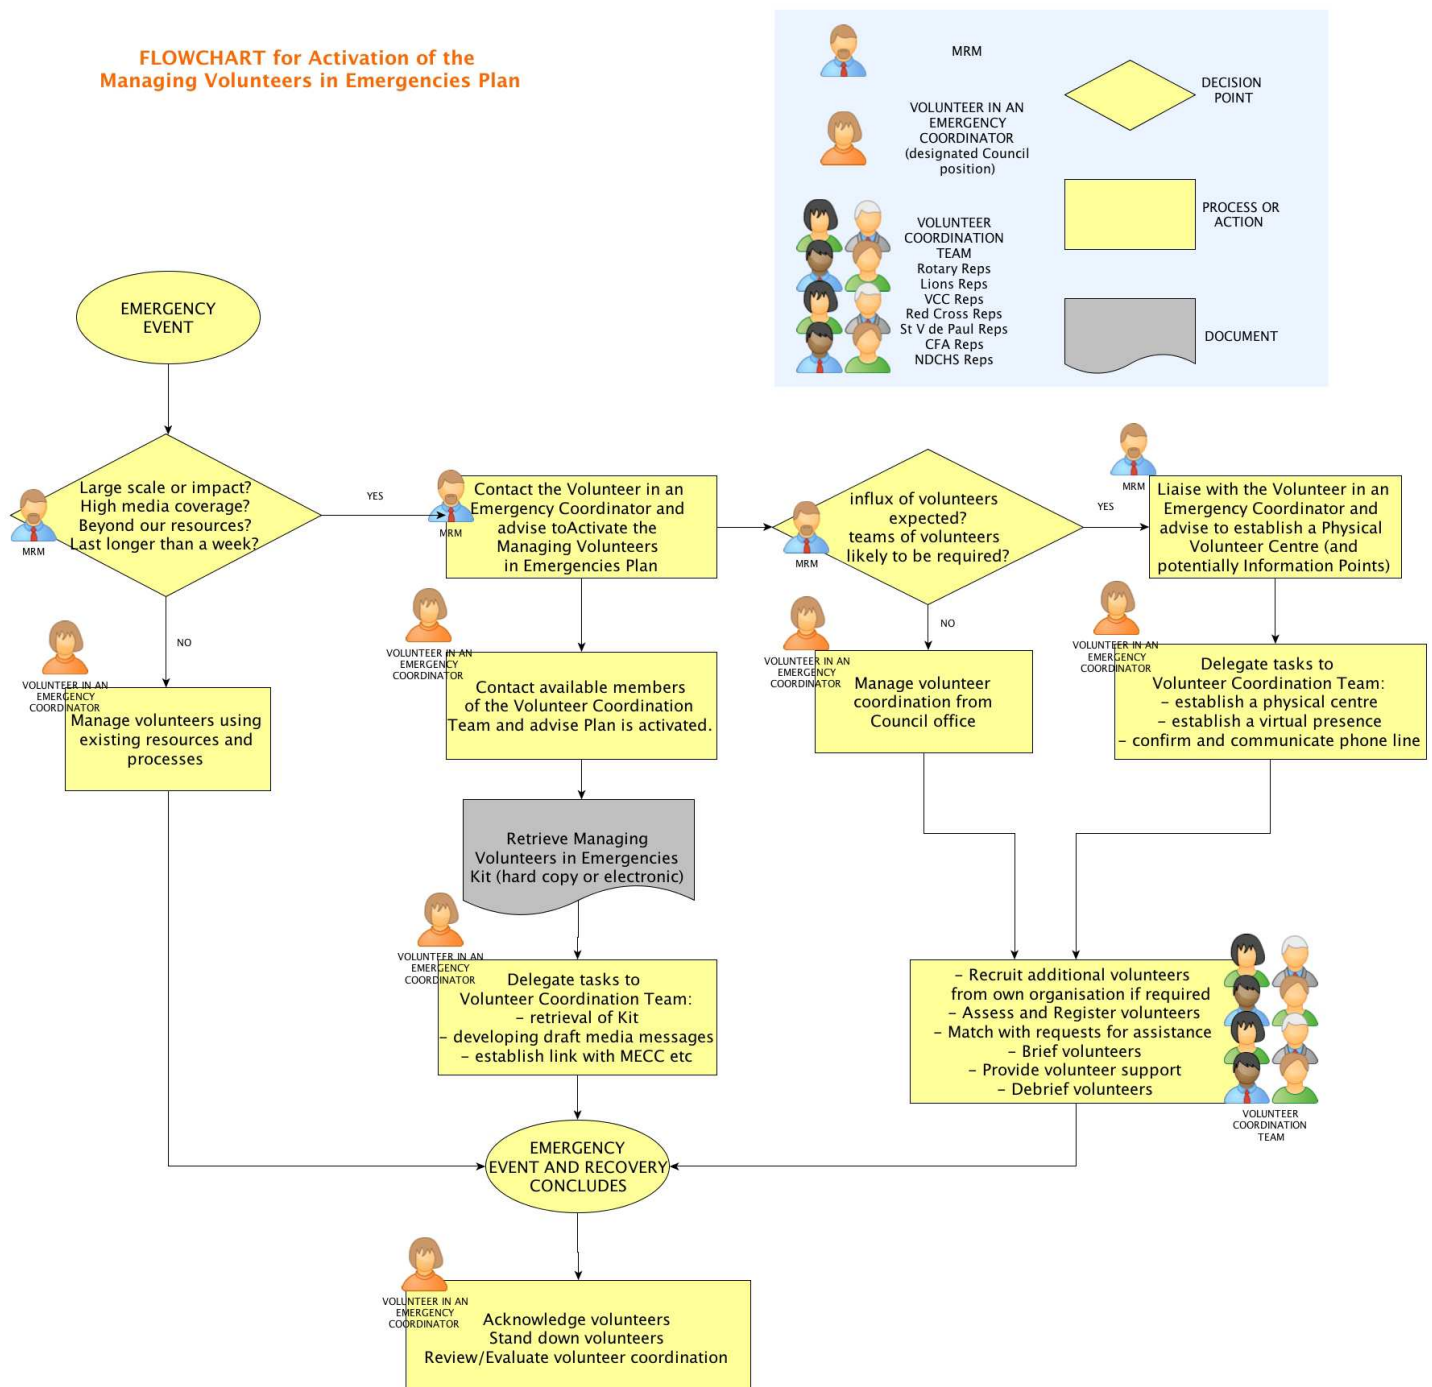 FLOWCHART for Activation of the
Managing Volunteers in Emergencies Plan
MRM
VOLUNTEER IN AN
EMERGENCY
COORDINATOR
(designated Council
position)
VOLUNTEER
COORDINATION
TEAM
Rotary Reps
Lions Reps
VCC Reps
Red Cross Reps
St V de Paul Reps
CFA Reps
NDCHS Reps
DECISION
POINT
PROCESS OR
ACTION
DOCUMENT
EMERGENCY
EVENT
Large scale or impact?
High media coverage?
Beyond our resources?
Last longer than a week?
MRM
YES
NO
VOLUNTEER IN AN
EMERGENCY
COORDINATOR
Manage volunteers using
existing resources and
processes
MRM
Contact the Volunteer in an
Emergency Coordinator and
advise toActivate the
Managing Volunteers
in Emergencies Plan
VOLUNTEER IN AN
EMERGENCY
COORDINATOR
Contact available members
of the Volunteer Coordination
Team and advise Plan is activated.
Retrieve Managing
Volunteers in Emergencies
Kit (hard copy or electronic)
VOLUNTEER IN AN
EMERGENCY
COORDINATOR
Delegate tasks to
Volunteer Coordination Team:
– retrieval of Kit
– developing draft media messages
– establish link with MECC etc
MRM
influx of volunteers
expected?
teams of volunteers
likely to be required?
YES
NO
VOLUNTEER IN AN
EMERGENCY
COORDINATOR
Manage volunteer
coordination from
Council office
MRM
Liaise with the Volunteer in an
Emergency Coordinator and
advise to establish a Physical
Volunteer Centre (and
potentially Information Points)
VOLUNTEER IN AN
EMERGENCY
COORDINATOR
Delegate tasks to
Volunteer Coordination Team:
– establish a physical centre
– establish a virtual presence
– confirm and communicate phone line
– Recruit additional volunteers
from own organisation if required
– Assess and Register volunteers
– Match with requests for assistance
– Brief volunteers
– Provide volunteer support
– Debrief volunteers
VOLUNTEER
COORDINATION
TEAM
EMERGENCY
EVENT AND RECOVERY
CONCLUDES
VOLUNTEER IN AN
EMERGENCY
COORDINATOR
Acknowledge volunteers
Stand down volunteers
Review/Evaluate volunteer coordination